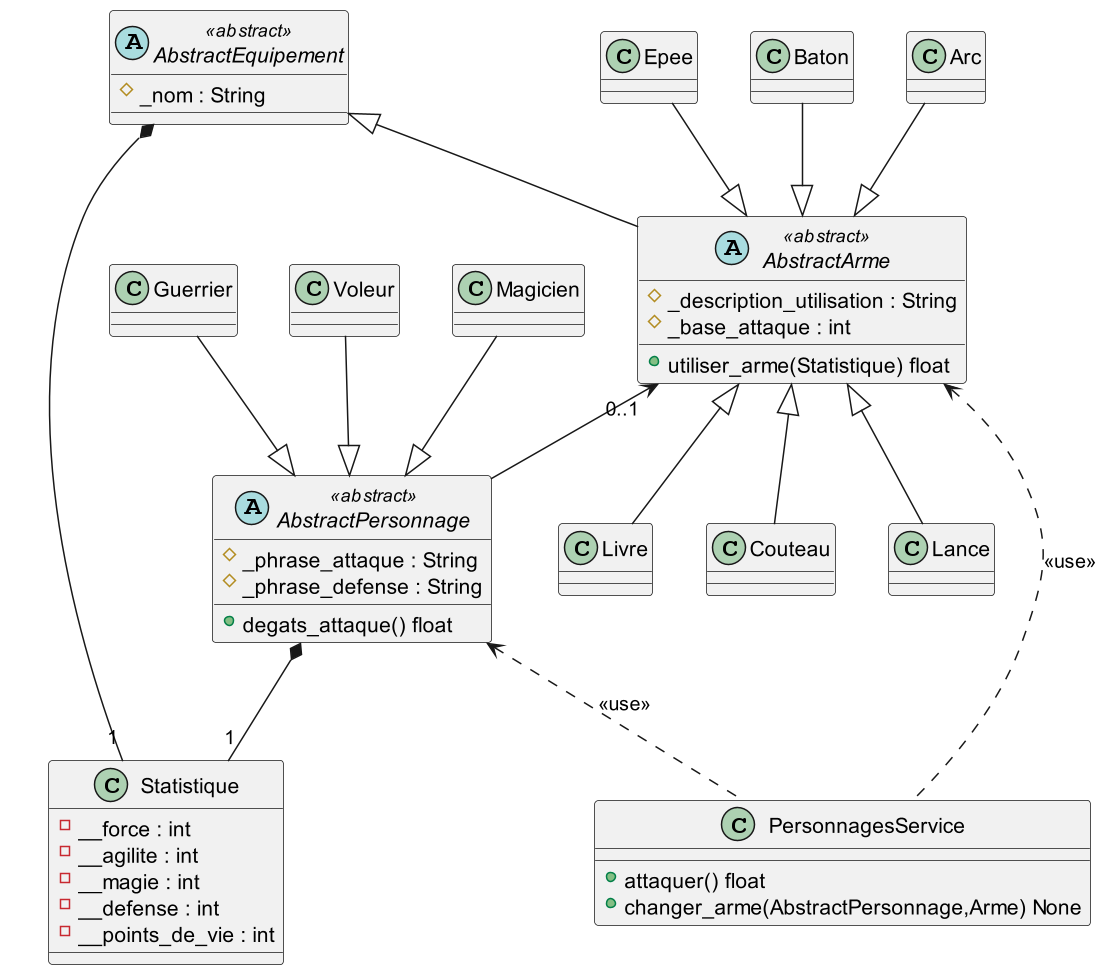 «abstract»
A AbstractEquipement
_nom : String
C Epee
C Baton
C Arc
«abstract»
A AbstractArme
_description_utilisation : String
_base_attaque : int
utiliser_arme(Statistique) float
C Guerrier
C Voleur
C Magicien
0..1
«abstract»
A AbstractPersonnage
_phrase_attaque : String
_phrase_defense : String
degats_attaque() float
C Livre
C Couteau
C Lance
«use»
«use»
1
1
C Statistique
__force : int
__agilite : int
__magie : int
__defense : int
__points_de_vie : int
C PersonnagesService
attaquer() float
changer_arme(AbstractPersonnage,Arme) None